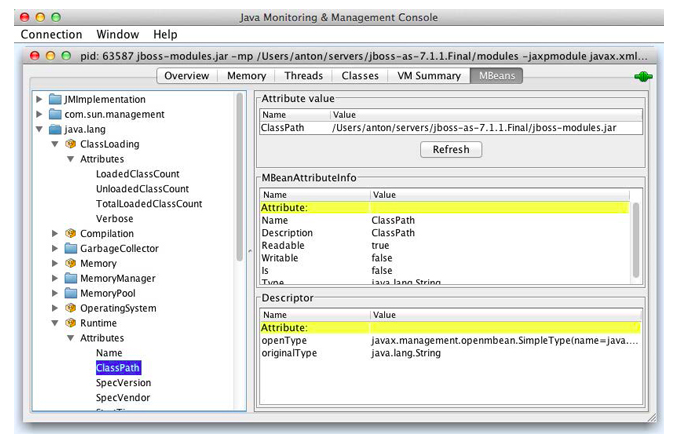 Java Monitoring & Management Console
Connection Window Help
pid: 63587 jboss-modules.jar -mp /Users/anton/servers/jboss-as-7.1.1.Final/modules -jaxpmodule javax.xml...
Overview Memory Threads Classes VM Summary MBeans
JMImplementation
com.sun.management
java.lang
ClassLoading
Attributes
LoadedClassCount
UnloadedClassCount
TotalLoadedClassCount
Verbose
Compilation
GarbageCollector
Memory
MemoryManager
MemoryPool
OperatingSystem
Runtime
Attributes
Name
ClassPath
SpecVersion
SpecVendor
Attribute value
Name Value
ClassPath /Users/anton/servers/jboss-as-7.1.1.Final/jboss-modules.jar
Refresh
MBeanAttributeInfo
Name Value
Attribute:
Name ClassPath
Description ClassPath
Readable true
Writable false
Is false
Type java.lang.String
Descriptor
Name Value
Attribute:
openType javax.management.openmbean.SimpleType(name=java....
originalType java.lang.String